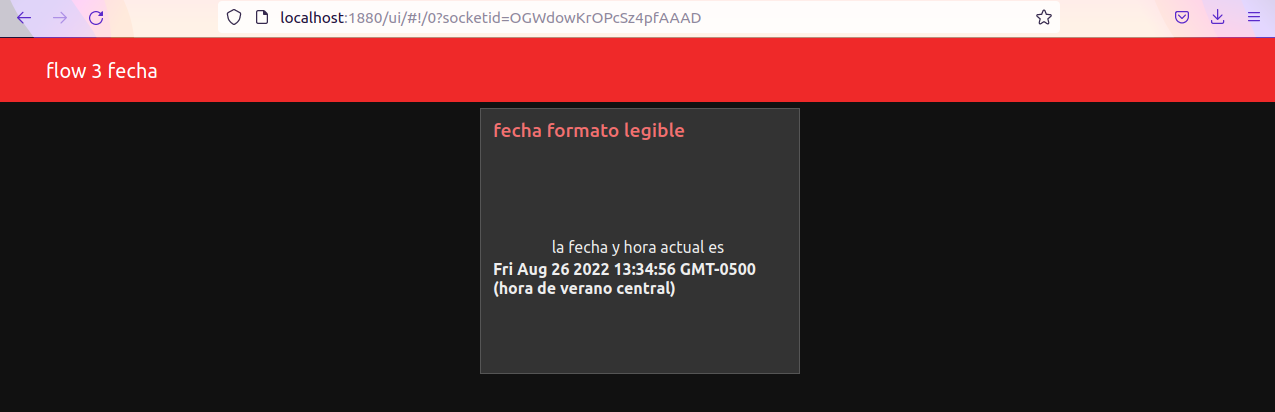 localhost:1880/ui/#!/0?socketid=OGWdowKrOPcSz4pfAAAD
flow 3 fecha
fecha formato legible
la fecha y hora actual es
Fri Aug 26 2022 13:34:56 GMT-0500
(hora de verano central)